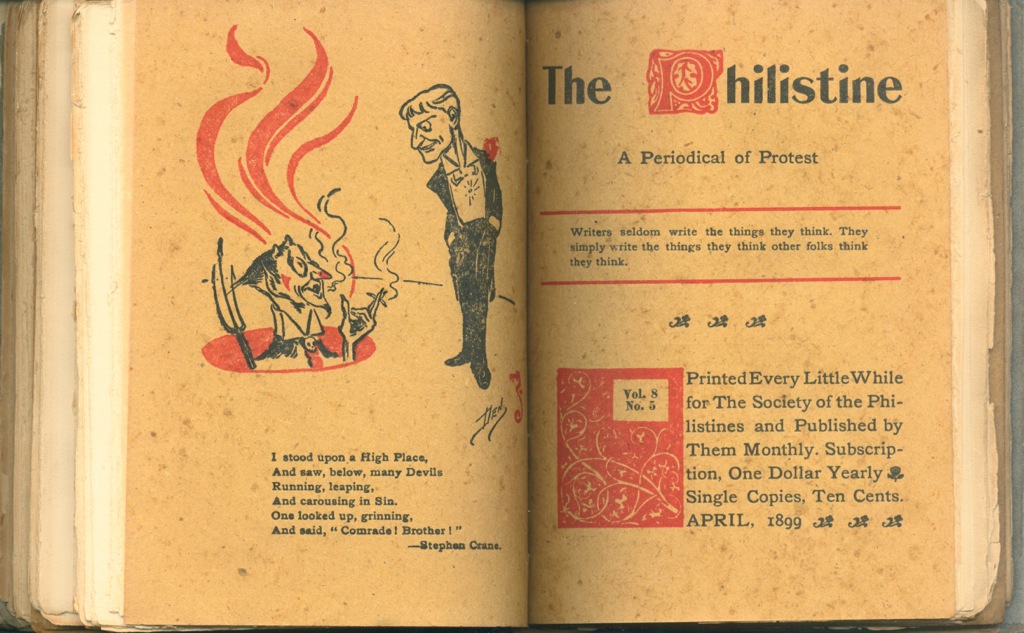 DEN
I stood upon a High Place,
And saw, below, many Devils
Running, leaping,
And carousing in Sin.
One looked up, grinning,
And said, "Comrade! Brother!"
—Stephen Crane.
The Philistine
A Periodical of Protest
Writers seldom write the things they think. They
simply write the things they think other folks think
they think.
Vol. 8
No. 5
Printed Every Little While
for The Society of the Phi-
listines and Published by
Them Monthly. Subscrip-
tion, One Dollar Yearly
Single Copies, Ten Cents.
APRIL, 1899